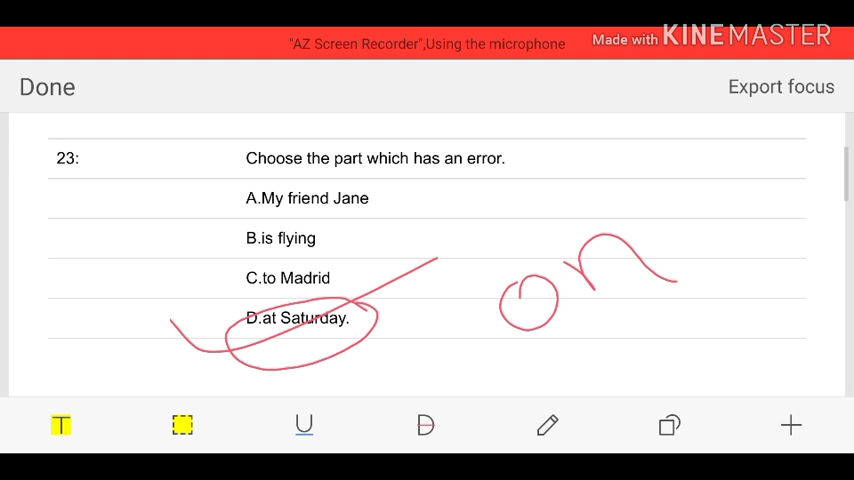 "AZ Screen Recorder",Using the microphone
Made with KINEMASTER
Done
Export focus
23:
Choose the part which has an error.
A.My friend Jane
B.is flying
C.to Madrid
on
D.at Saturday.
T
U
D